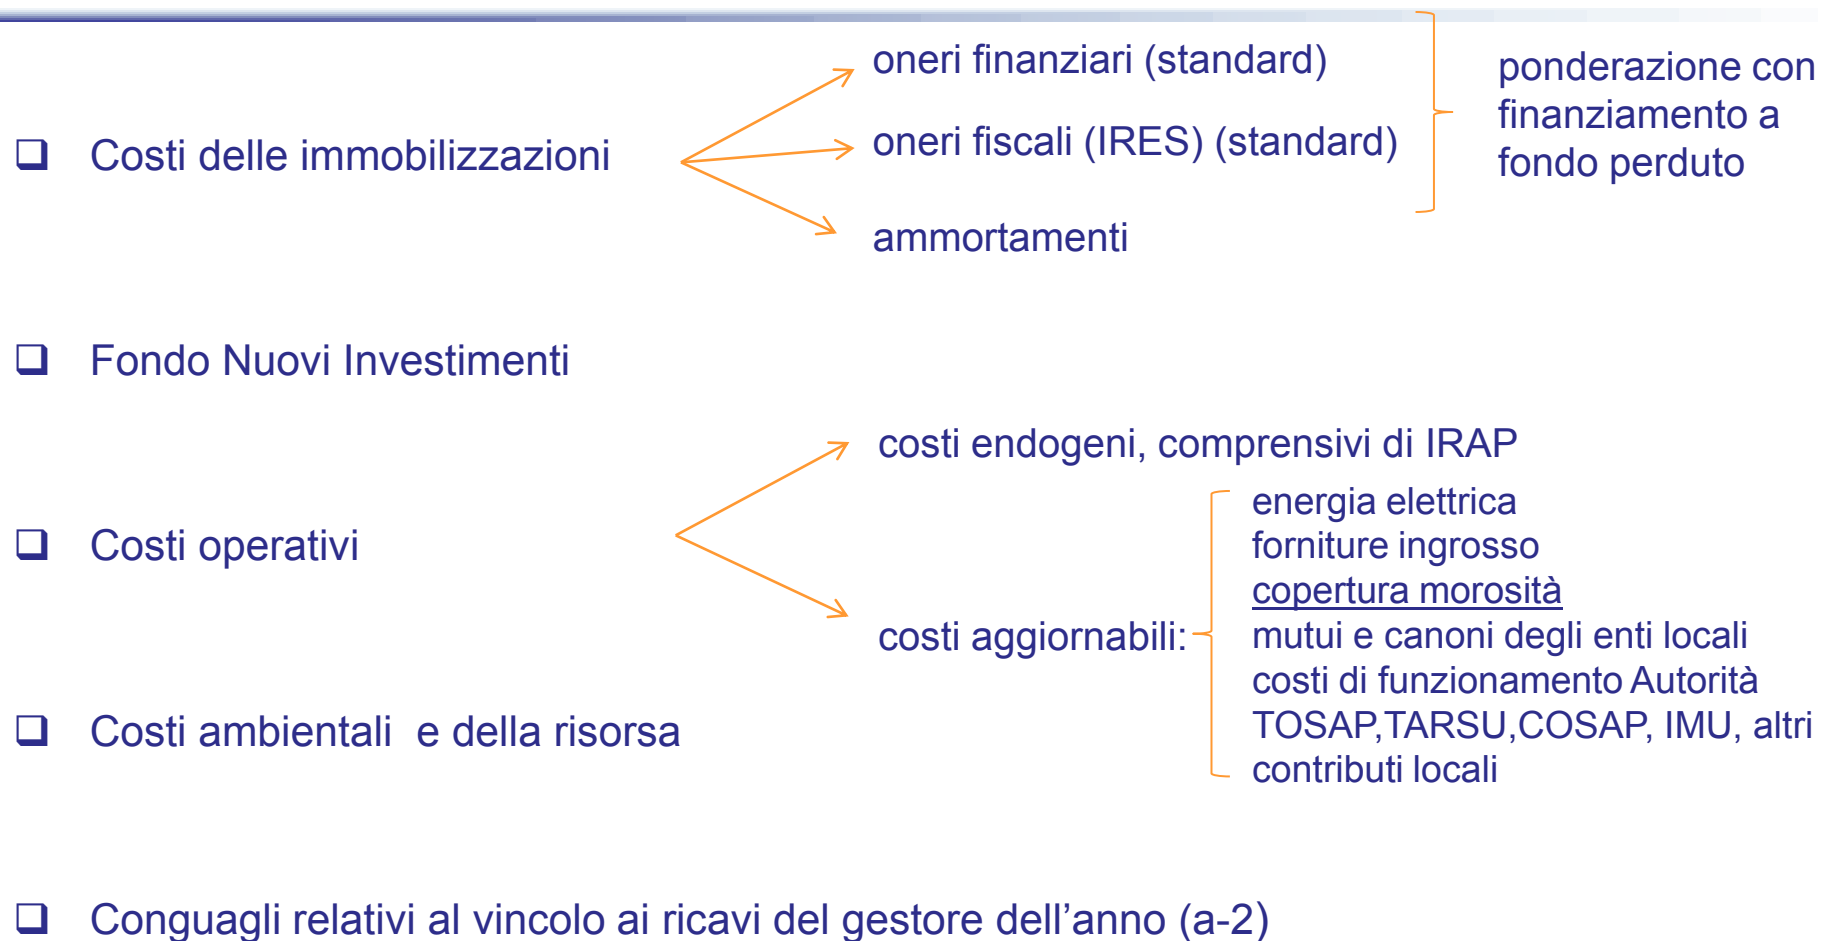 oneri finanziari (standard)
ponderazione con
finanziamento a
fondo perduto
❑ Costi delle immobilizzazioni
oneri fiscali (IRES) (standard)
ammortamenti
❑ Fondo Nuovi Investimenti
costi endogeni, comprensivi di IRAP
❑ Costi operativi
costi aggiornabili:
energia elettrica
forniture ingrosso
copertura morosità
mutui e canoni degli enti locali
costi di funzionamento Autorità
TOSAP,TARSU,COSAP, IMU, altri
contributi locali
❑ Costi ambientali  e della risorsa
❑ Conguagli relativi al vincolo ai ricavi del gestore dell’anno (a-2)